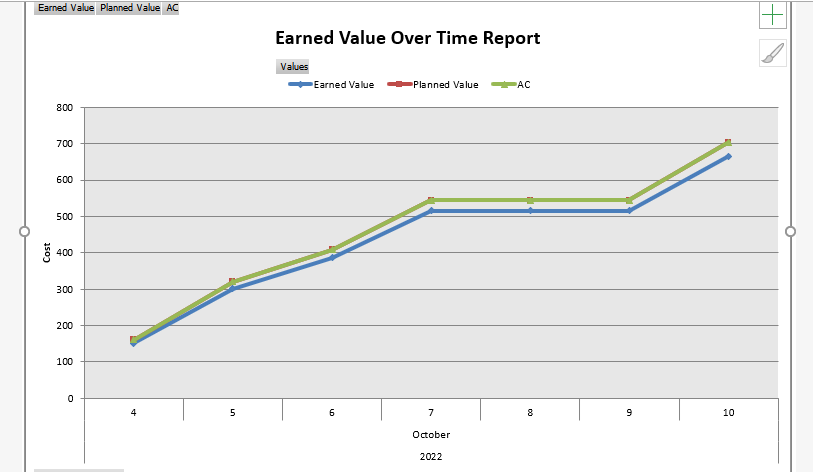 Earned Value Planned Value AC
Earned Value Over Time Report
Values
Earned Value Planned Value AC
800
700
600
500
400
300
200
100
0
Cost
4 5 6 7 8 9 10
October
2022